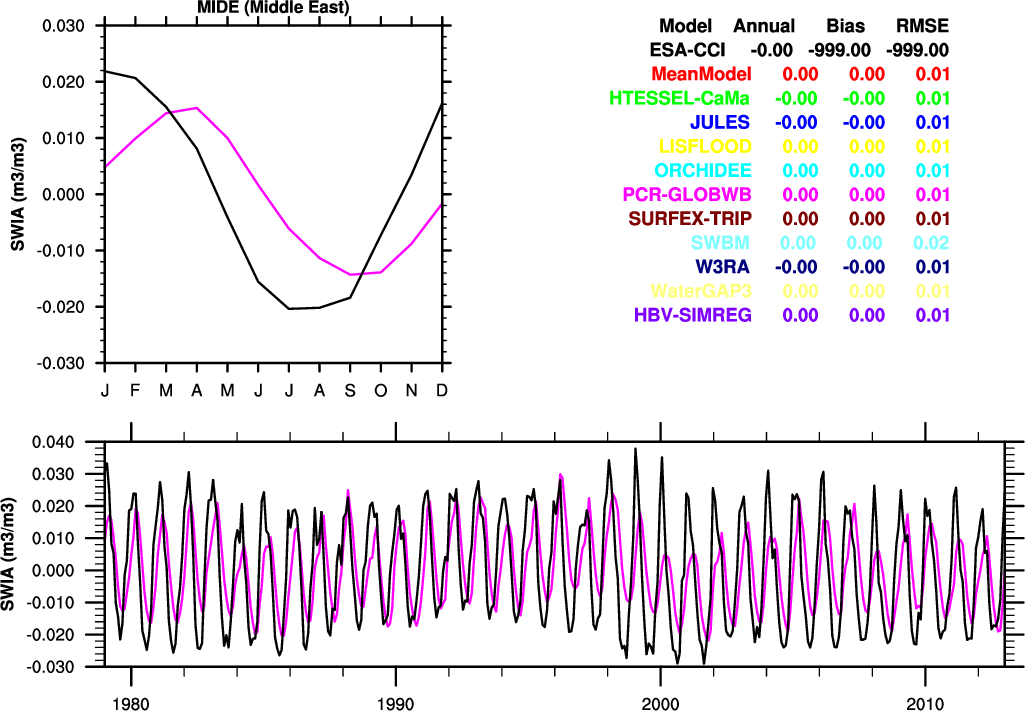 MIDE (Middle East)
0.030
0.020
0.010
0.000
-0.010
-0.020
-0.030
SWIA (m3/m3)
J F M A M J J A S O N D
Model Annual Bias RMSE
ESA-CCI -0.00 -999.00 -999.00
MeanModel 0.00 0.00 0.01
HTESSEL-CaMa -0.00 -0.00 0.01
JULES -0.00 -0.00 0.01
LISFLOOD 0.00 0.00 0.01
ORCHIDEE 0.00 0.00 0.01
PCR-GLOBWB 0.00 0.00 0.01
SURFEX-TRIP 0.00 0.00 0.01
SWBM 0.00 0.00 0.02
W3RA -0.00 -0.00 0.01
WaterGAP3 0.00 0.00 0.01
HBV-SIMREG 0.00 0.00 0.01
0.040
0.030
0.020
0.010
0.000
-0.010
-0.020
-0.030
SWIA (m3/m3)
1980 1990 2000 2010